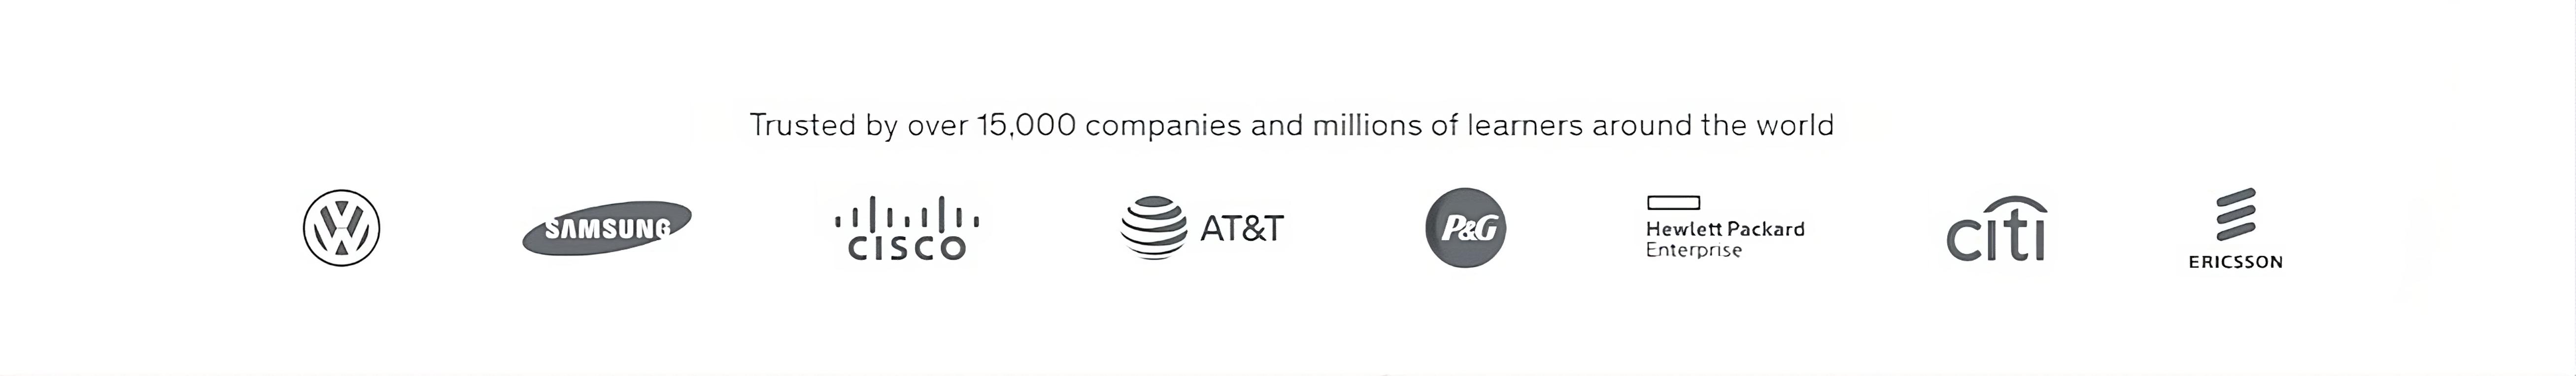 Trusted by over 15,000 companies and millions of learners around the world
VW
SAMSUNG
CISCO
AT&T
P&G
Hewlett Packard
Enterprise
citi
ERICSSON